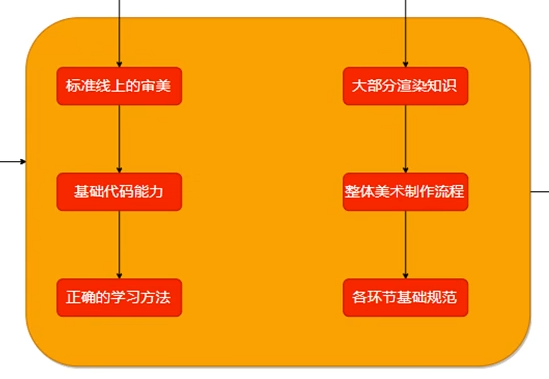 标准线上的审美
大部分渲染知识
基础代码能力
整体美术制作流程
正确的学习方法
各环节基础规范